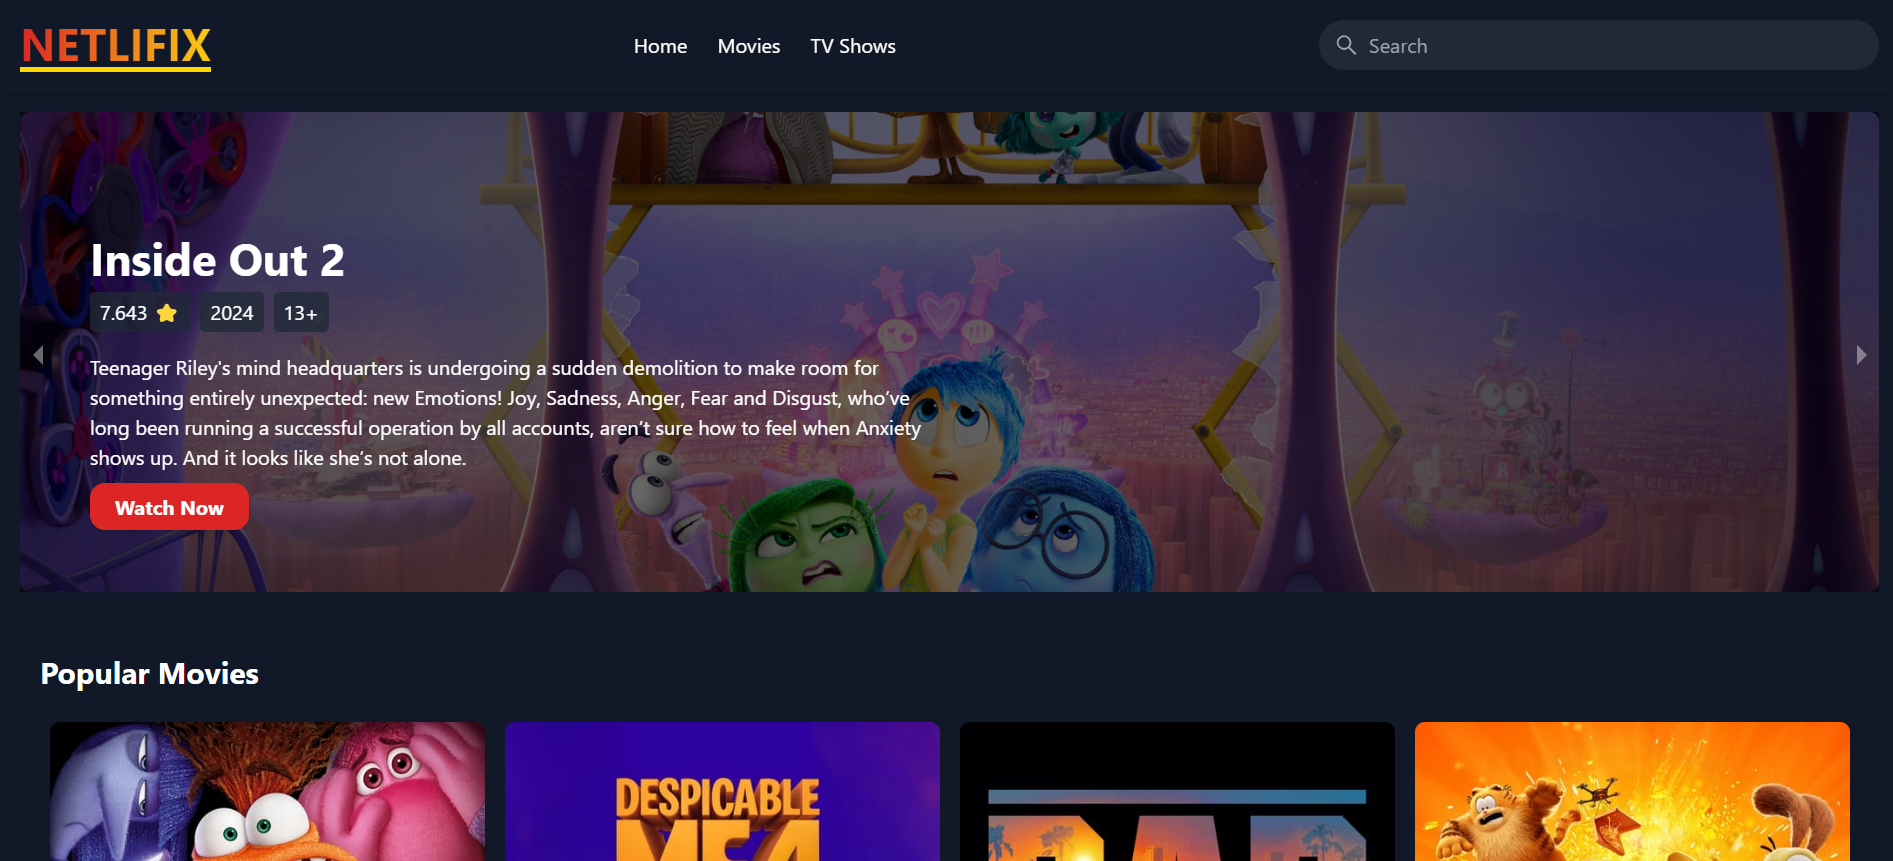 NETLIFIX
Home Movies TV Shows
Search
Inside Out 2
7.643 2024 13+
Teenager Riley's mind headquarters is undergoing a sudden demolition to make room for
something entirely unexpected: new Emotions! Joy, Sadness, Anger, Fear and Disgust, who’ve
long been running a successful operation by all accounts, aren’t sure how to feel when Anxiety
shows up. And it looks like she’s not alone.
Watch Now
Popular Movies
DESPICABLE
ME4
R